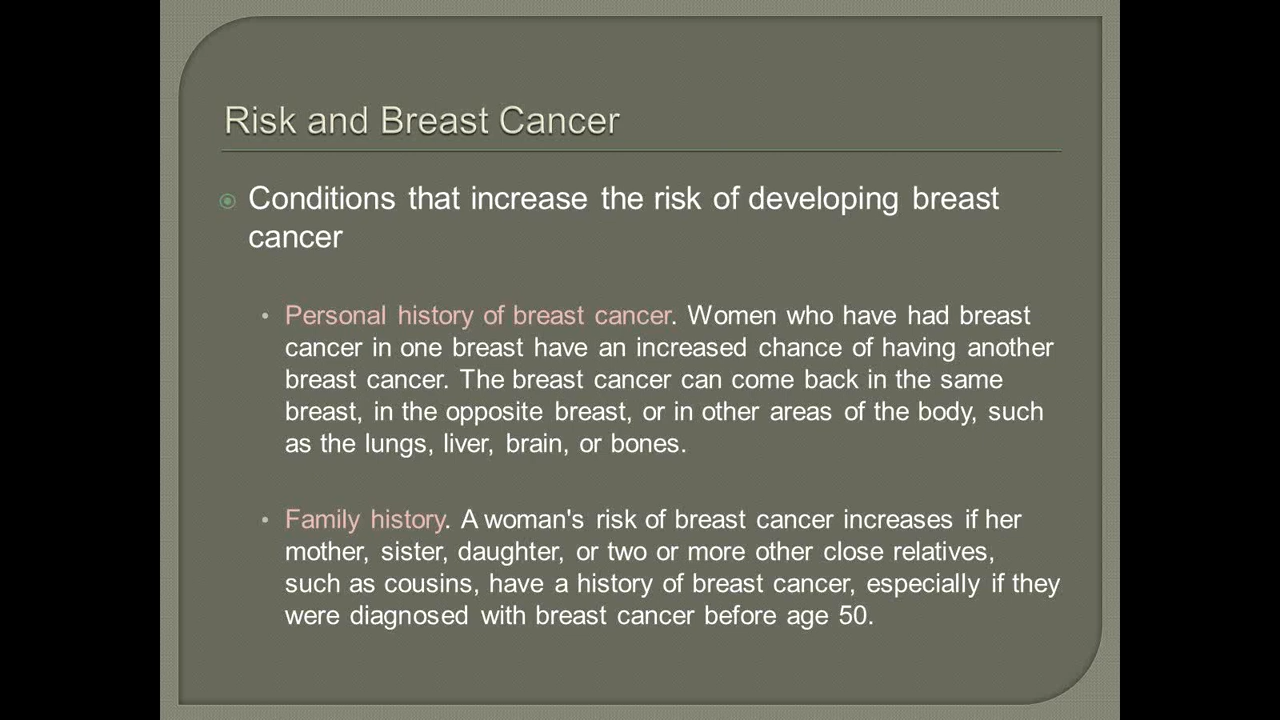 Risk and Breast Cancer
Conditions that increase the risk of developing breast
cancer
• Personal history of breast cancer. Women who have had breast
cancer in one breast have an increased chance of having another
breast cancer. The breast cancer can come back in the same
breast, in the opposite breast, or in other areas of the body, such
as the lungs, liver, brain, or bones.
• Family history. A woman's risk of breast cancer increases if her
mother, sister, daughter, or two or more other close relatives,
such as cousins, have a history of breast cancer, especially if they
were diagnosed with breast cancer before age 50.